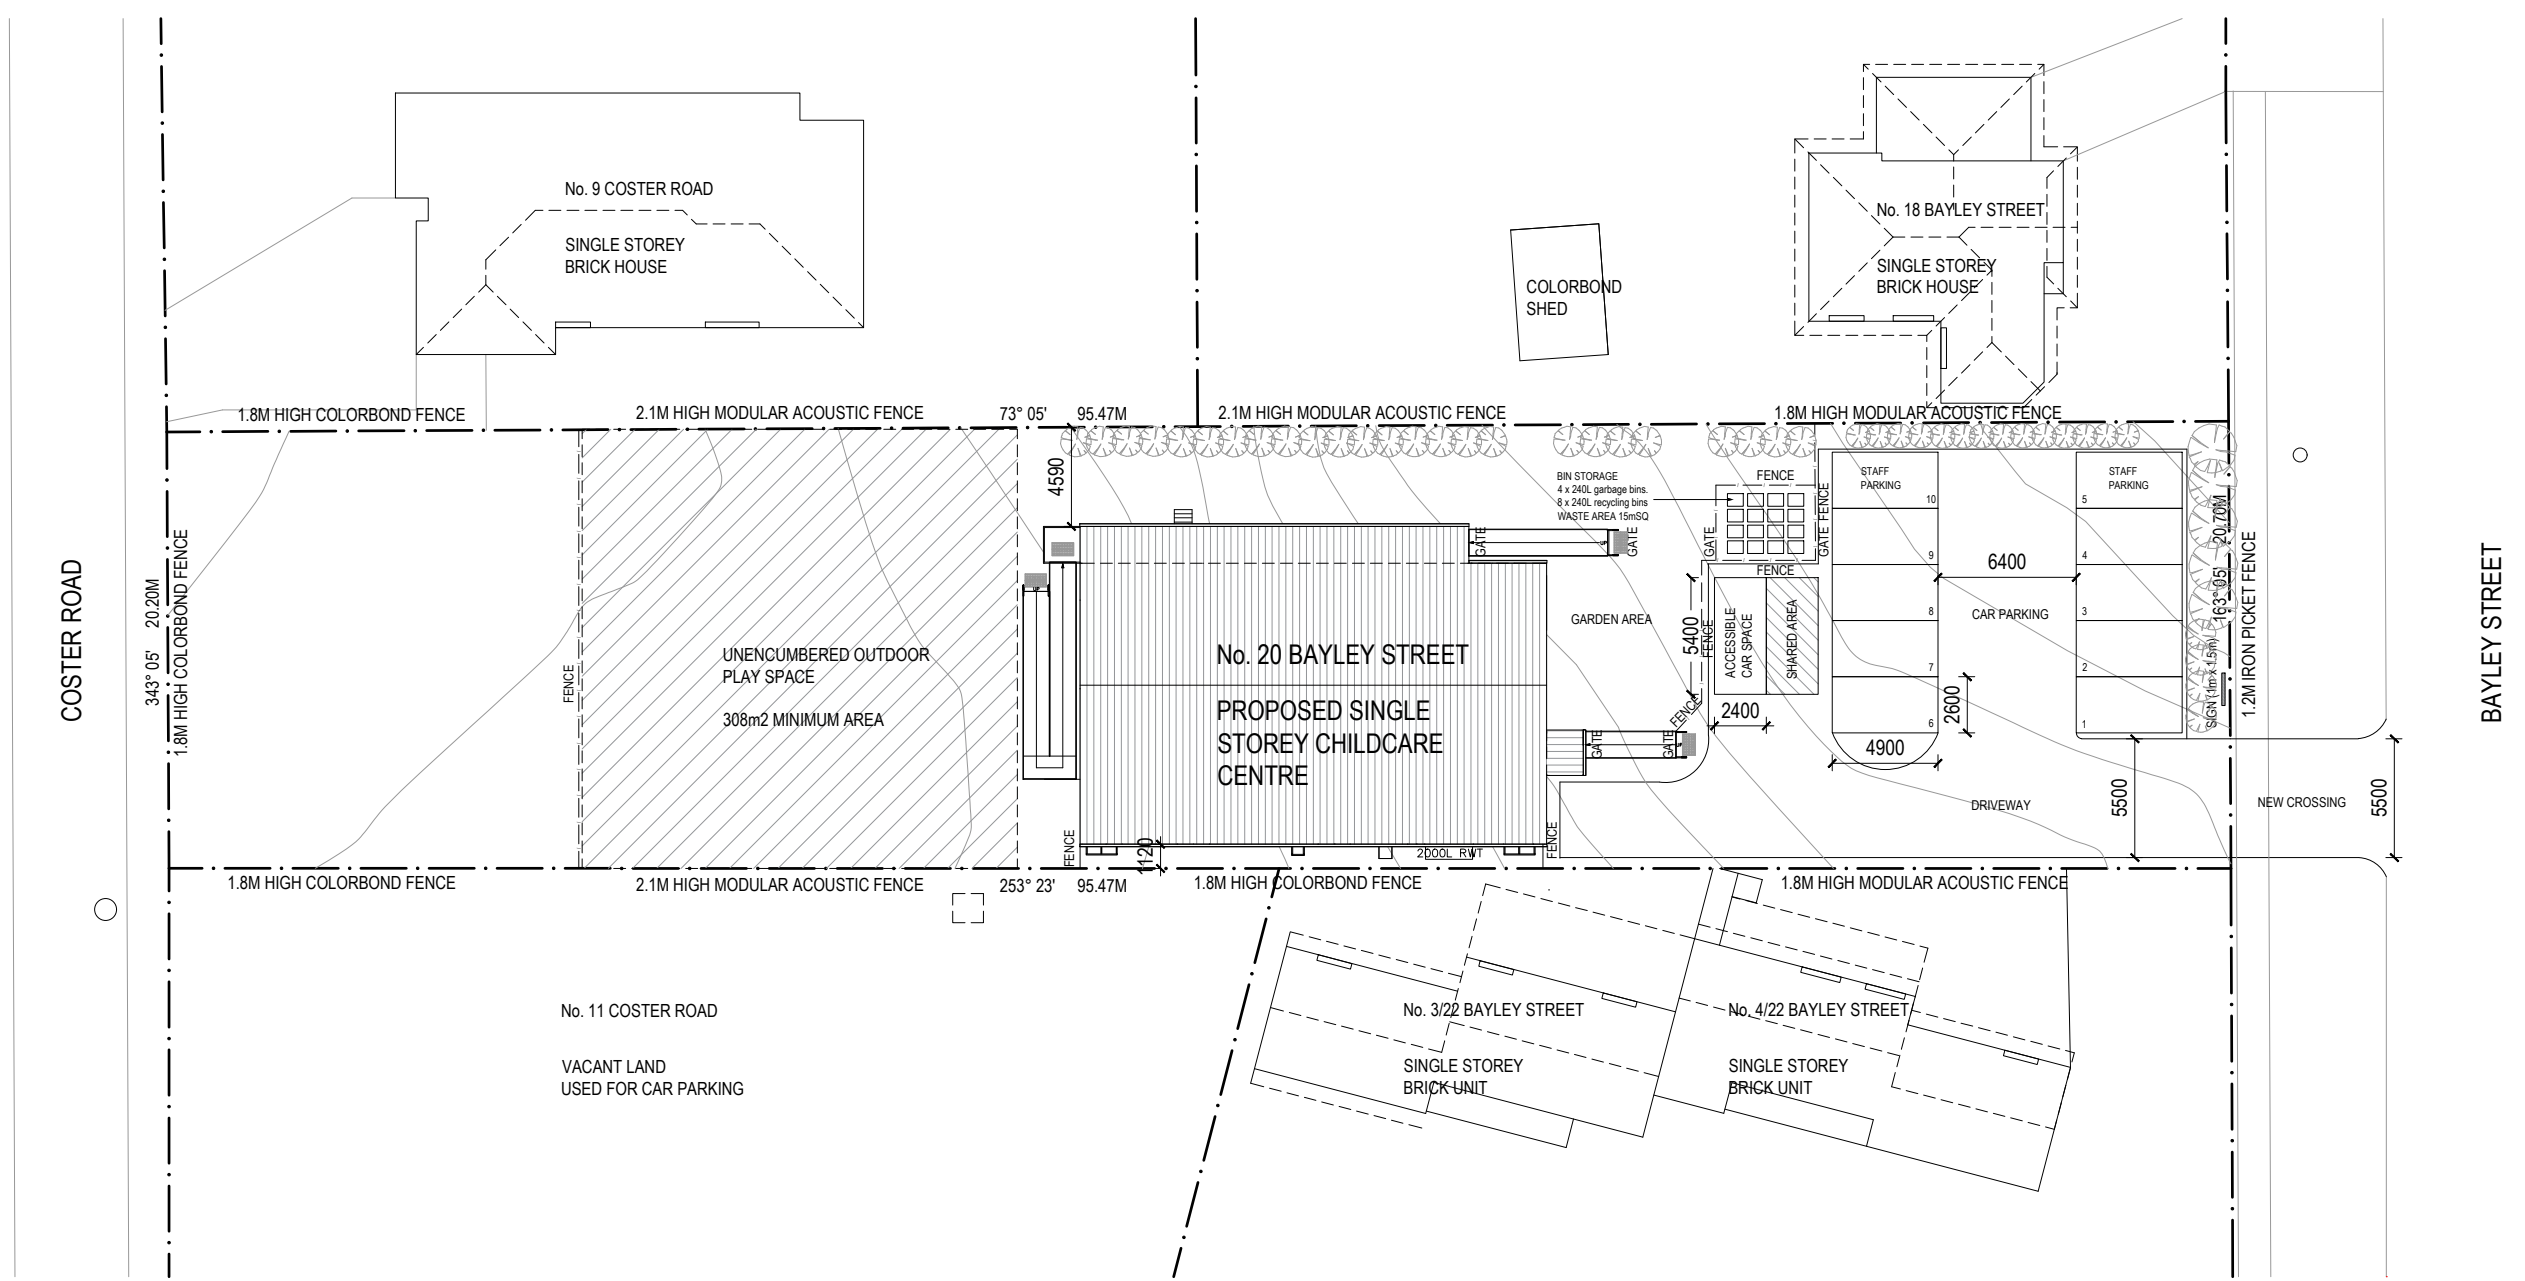 No. 9 COSTER ROAD
SINGLE STOREY
BRICK HOUSE
No. 18 BAYLEY STREET
SINGLE STOREY
BRICK HOUSE
COLORBOND
SHED
1.8M HIGH COLORBOND FENCE
2.1M HIGH MODULAR ACOUSTIC FENCE
73° 05' 95.47M
2.1M HIGH MODULAR ACOUSTIC FENCE
1.8M HIGH MODULAR ACOUSTIC FENCE
COSTER ROAD
343° 05' 20.20M
1.8M HIGH COLORBOND FENCE
FENCE
UNENCUMBERED OUTDOOR
PLAY SPACE
308m2 MINIMUM AREA
4590
No. 20 BAYLEY STREET
PROPOSED SINGLE
STOREY CHILDCARE
CENTRE
1120
FENCE
2000L RWT
FENCE
GATE
GATE
GATE
GATE
BIN STORAGE
4 x 240L garbage bins.
8 x 240L recycling bins
WASTE AREA 15mSQ
FENCE
GATE
GATE
FENCE
FENCE
GARDEN AREA
5400
FENCE
FENCE
ACCESSIBLE
CAR SPACE
SHARED AREA
2400
STAFF
PARKING
10
9
8
7
6
2600
4900
6400
CAR PARKING
STAFF
PARKING
5
4
3
2
1
163° 05' 20.70M
SIGN (1m x 1.5m)
1.2M IRON PICKET FENCE
BAYLEY STREET
DRIVEWAY
5500
NEW CROSSING
5500
1.8M HIGH COLORBOND FENCE
2.1M HIGH MODULAR ACOUSTIC FENCE
253° 23' 95.47M
1.8M HIGH COLORBOND FENCE
1.8M HIGH MODULAR ACOUSTIC FENCE
No. 11 COSTER ROAD
VACANT LAND
USED FOR CAR PARKING
No. 3/22 BAYLEY STREET
SINGLE STOREY
BRICK UNIT
No. 4/22 BAYLEY STREET
SINGLE STOREY
BRICK UNIT